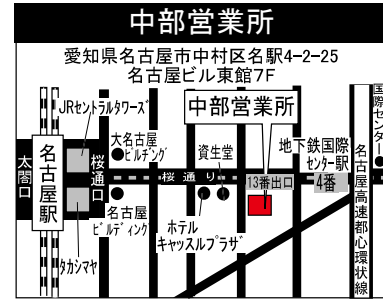 中部営業所
愛知県名古屋市中村区名駅4-2-25
名古屋ビル東館7F
JRセントラルタワーズ
中部営業所
国際センター
大名古屋
ビルヂング
資生堂
地下鉄国際
センター駅
名古屋駅
太閤口
桜通口
桜通り
13番出口
4番
名古屋
ビルディング
ホテル
キャッスルプラザ
タカシマヤ
名古屋高速都心環状線